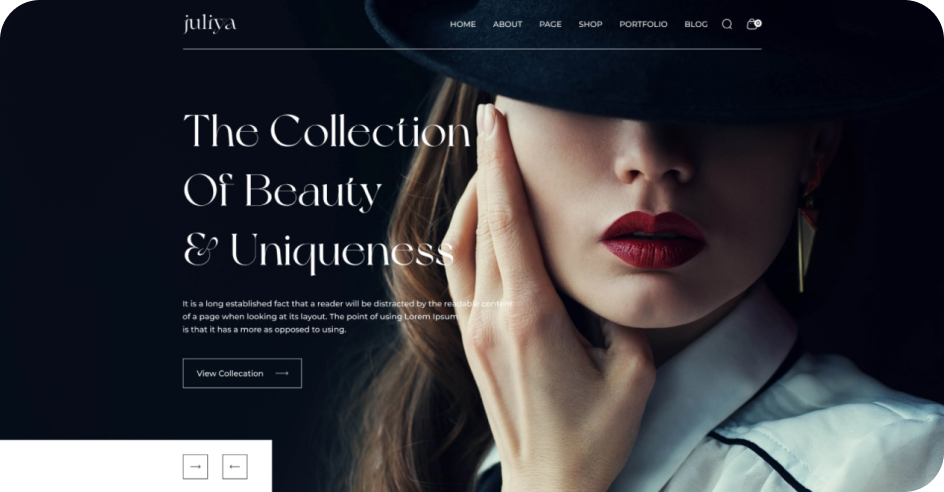 juliya
HOME ABOUT PAGE SHOP PORTFOLIO BLOG
0
The Collection
Of Beauty
& Uniqueness
It is a long established fact that a reader will be distracted by the readable content
of a page when looking at its layout. The point of using Lorem Ipsum
is that it has a more as opposed to using.
View Collecation